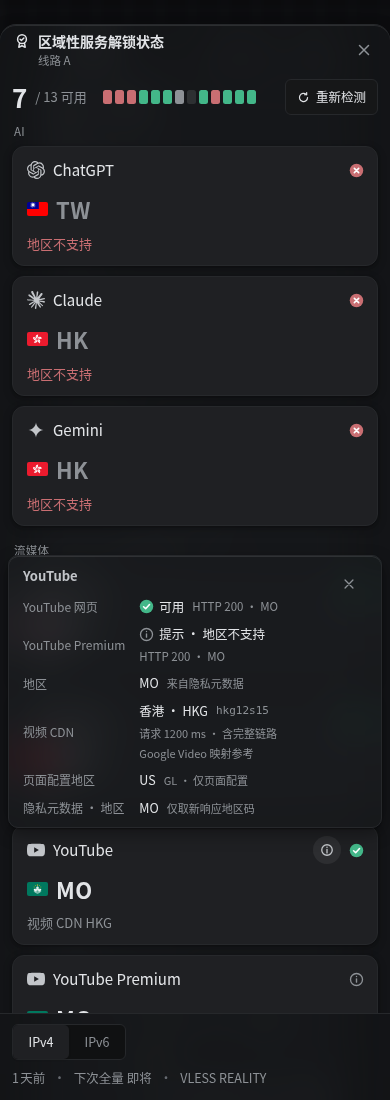 区域性服务解锁状态
线路 A
7 / 13 可用
重新检测
AI
ChatGPT
TW
地区不支持
Claude
HK
地区不支持
Gemini
HK
地区不支持
流媒体
YouTube
YouTube 网页 可用 HTTP 200 · MO
YouTube Premium 提示 · 地区不支持
HTTP 200 · MO
地区 MO 来自隐私元数据
视频 CDN 香港 · HKG hkg12s15
请求 1200 ms · 含完整链路
Google Video 映射参考
页面配置地区 US GL · 仅页面配置
隐私元数据 · 地区 MO 仅取新响应地区码
YouTube
MO
视频 CDN HKG
YouTube Premium
IPv4 IPv6
1天前 · 下次全量 即将 · VLESS REALITY